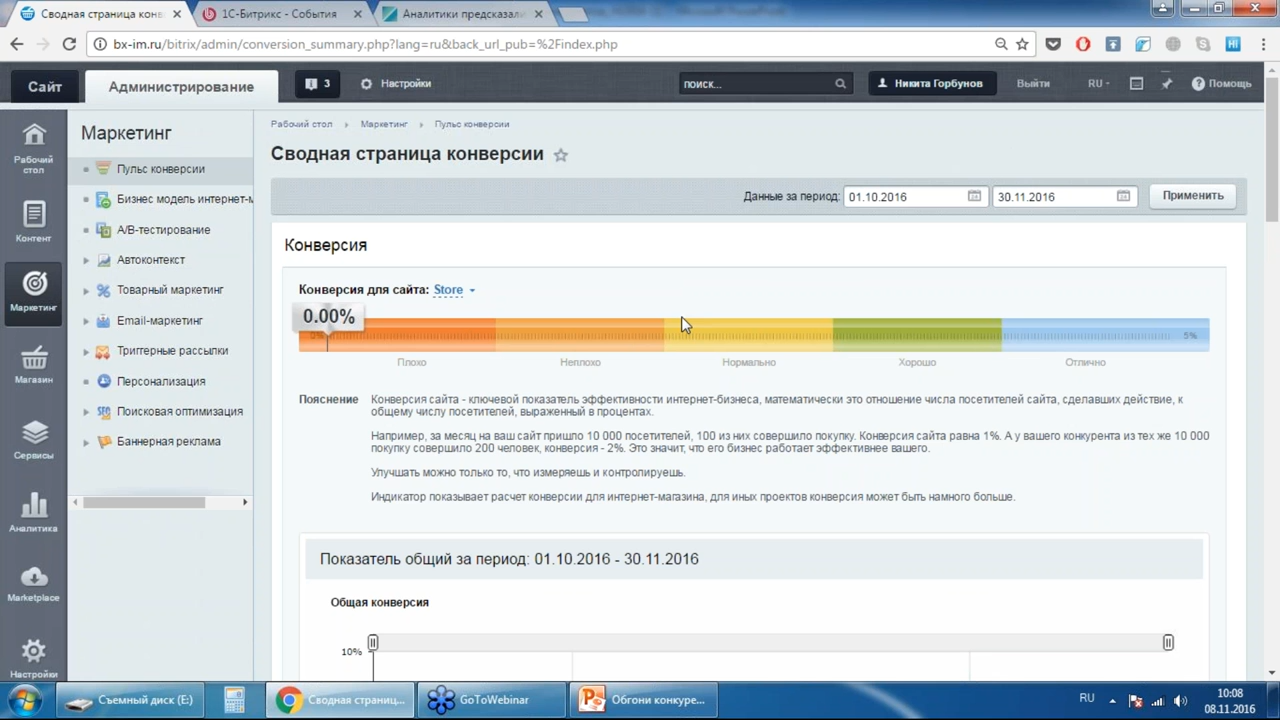 Сводная страница конв
1С-Битрикс - События
Аналитики предсказали
bx-im.ru/bitrix/admin/conversion_summary.php?lang=ru&back_url_pub=%2Findex.php
Hi
Сайт
Администрирование
3
Настройки
поиск...
Никита Горбунов
Выйти
RU
Помощь
Рабочий стол
Контент
Маркетинг
Магазин
Сервисы
Аналитика
Marketplace
Настройки
Маркетинг
Пульс конверсии
Бизнес модель интернет-м
A/B-тестирование
Автоконтекст
Товарный маркетинг
Email-маркетинг
Триггерные рассылки
Персонализация
Поисковая оптимизация
Баннерная реклама
Рабочий стол Маркетинг Пульс конверсии
Сводная страница конверсии
Данные за период: 01.10.2016 30.11.2016 Применить
Конверсия
Конверсия для сайта: Store
0.00%
0% 5%
Плохо Неплохо Нормально Хорошо Отлично
Пояснение
Конверсия сайта - ключевой показатель эффективности интернет-бизнеса, математически это отношение числа посетителей сайта, сделавших действие, к
общему числу посетителей, выраженный в процентах.
Например, за месяц на ваш сайт пришло 10 000 посетителей, 100 из них совершило покупку. Конверсия сайта равна 1%. А у вашего конкурента из тех же 10 000
покупку совершило 200 человек, конверсия - 2%. Это значит, что его бизнес работает эффективнее вашего.
Улучшать можно только то, что измеряешь и контролируешь.
Индикатор показывает расчет конверсии для интернет-магазина, для иных проектов конверсия может быть намного больше.
Показатель общий за период: 01.10.2016 - 30.11.2016
Общая конверсия
10%
Съемный диск (E:)
Сводная страниц...
GoToWebinar
Обгони конкуре...
RU
10:08
08.11.2016